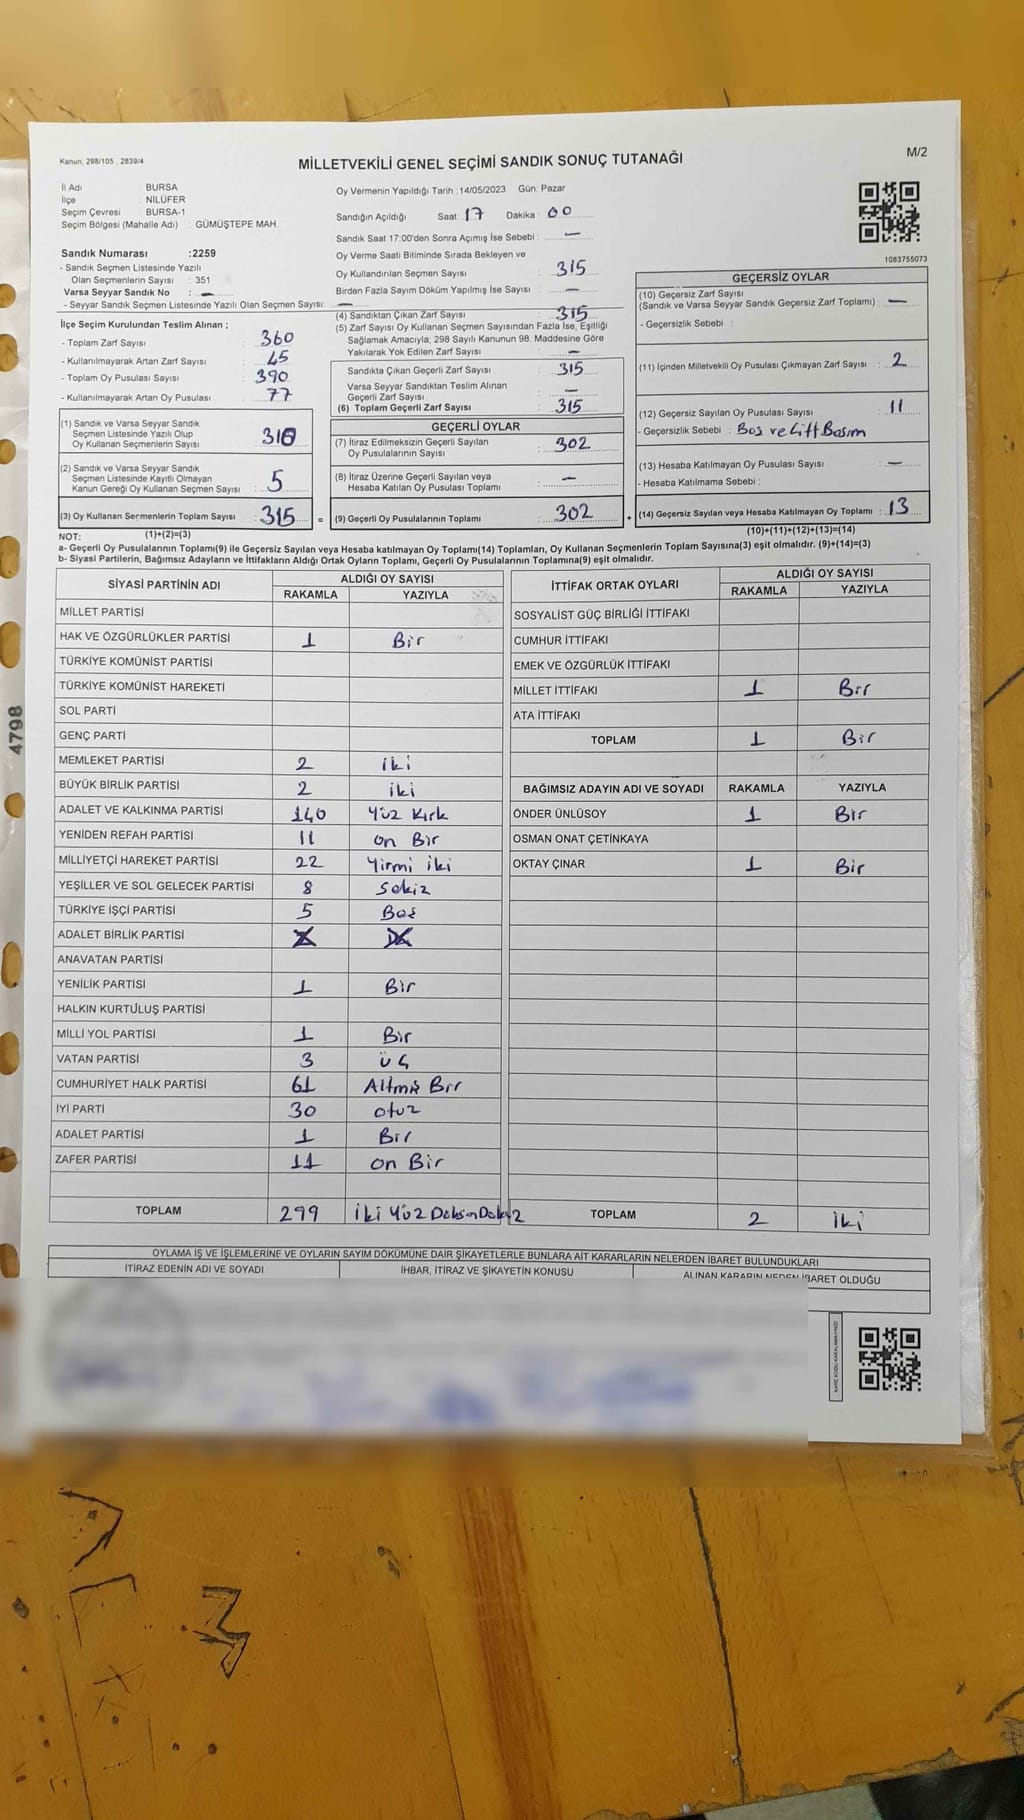 Kanun, 298/105 , 2839/4
MİLLETVEKİLİ GENEL SEÇİMİ SANDIK SONUÇ TUTANAĞI
M/2
İl Adı : BURSA
İlçe : NİLÜFER
Seçim Çevresi : BURSA-1
Seçim Bölgesi (Mahalle Adı) : GÜMÜŞTEPE MAH.
Oy Vermenin Yapıldığı Tarih :14/05/2023 Gün: Pazar
Sandığın Açıldığı Saat: 17 Dakika : 00
Sandık Saat 17:00'den Sonra Açımış İse Sebebi : —
Oy Verme Saati Bitiminde Sırada Bekleyen ve
Oy Kullandırılan Seçmen Sayısı : 315
Birden Fazla Sayım Döküm Yapılmış İse Sayısı : —
1083755073
Sandık Numarası :2259
- Sandık Seçmen Listesinde Yazılı
Olan Seçmenlerin Sayısı : 351
Varsa Seyyar Sandık No : —
- Seyyar Sandık Seçmen Listesinde Yazılı Olan Seçmen Sayısı: —
İlçe Seçim Kurulundan Teslim Alınan ;
- Toplam Zarf Sayısı : 360
- Kullanılmayarak Artan Zarf Sayısı : 45
- Toplam Oy Pusulası Sayısı : 390
- Kullanılmayarak Artan Oy Pusulası : 77
(4) Sandıktan Çıkan Zarf Sayısı : 315
(5) Zarf Sayısı Oy Kullanan Seçmen Sayısından Fazla İse, Eşitliği
Sağlamak Amacıyla; 298 Sayılı Kanunun 98. Maddesine Göre
Yakılarak Yok Edilen Zarf Sayısı : —
Sandıkta Çıkan Geçerli Zarf Sayısı : 315
Varsa Seyyar Sandıktan Teslim Alınan
Geçerli Zarf Sayısı : —
(6) Toplam Geçerli Zarf Sayısı : 315
GEÇERSİZ OYLAR
(10) Geçersiz Zarf Sayısı
(Sandık ve Varsa Seyyar Sandık Geçersiz Zarf Toplamı) : —
- Geçersizlik Sebebi :
(11) İçinden Milletvekili Oy Pusulası Çıkmayan Zarf Sayısı : 2
(12) Geçersiz Sayılan Oy Pusulası Sayısı : 11
- Geçersizlik Sebebi : Boş ve Çift Basım
(13) Hesaba Katılmayan Oy Pusulası Sayısı : —
- Hesaba Katılmama Sebebi :
(14) Geçersiz Sayılan veya Hesaba Katılmayan Oy Toplamı : 13
(10)+(11)+(12)+(13)=(14)
(1) Sandık ve Varsa Seyyar Sandık
Seçmen Listesinde Yazılı Olup
Oy Kullanan Seçmenlerin Sayısı : 310
(2) Sandık ve Varsa Seyyar Sandık
Seçmen Listesinde Kayıtlı Olmayan
Kanun Gereği Oy Kullanan Seçmen Sayısı : 5
(3) Oy Kullanan Sermenlerin Toplam Sayısı : 315
(1)+(2)=(3)
GEÇERLİ OYLAR
(7) İtiraz Edilmeksizin Geçerli Sayılan
Oy Pusulalarının Sayısı : 302
(8) İtiraz Üzerine Geçerli Sayılan veya
Hesaba Katılan Oy Pusulası Toplamı : —
= (9) Geçerli Oy Pusulalarının Toplamı : 302 +
NOT:
a- Geçerli Oy Pusulalarının Toplamı(9) ile Geçersiz Sayılan veya Hesaba katılmayan Oy Toplamı(14) Toplamları, Oy Kullanan Seçmenlerin Toplam Sayısına(3) eşit olmalıdır. (9)+(14)=(3)
b- Siyasi Partilerin, Bağımsız Adayların ve İttifakların Aldığı Ortak Oyların Toplamı, Geçerli Oy Pusulalarının Toplamına(9) eşit olmalıdır.
SİYASİ PARTİNİN ADI ALDIĞI OY SAYISI
RAKAMLA YAZIYLA
MİLLET PARTİSİ
HAK VE ÖZGÜRLÜKLER PARTİSİ 1 Bir
TÜRKİYE KOMÜNİST PARTİSİ
TÜRKİYE KOMÜNİST HAREKETİ
SOL PARTİ
GENÇ PARTİ
MEMLEKET PARTİSİ 2 iki
BÜYÜK BİRLİK PARTİSİ 2 iki
ADALET VE KALKINMA PARTİSİ 140 Yüz Kırk
YENİDEN REFAH PARTİSİ 11 on Bir
MİLLİYETÇİ HAREKET PARTİSİ 22 Yirmi iki
YEŞİLLER VE SOL GELECEK PARTİSİ 8 Sekiz
TÜRKİYE İŞÇİ PARTİSİ 5 Beş
ADALET BİRLİK PARTİSİ
ANAVATAN PARTİSİ
YENİLİK PARTİSİ 1 Bir
HALKIN KURTULUŞ PARTİSİ
MİLLİ YOL PARTİSİ 1 Bir
VATAN PARTİSİ 3 üç
CUMHURİYET HALK PARTİSİ 61 Altmış Bir
İYİ PARTİ 30 otuz
ADALET PARTİSİ 1 Bir
ZAFER PARTİSİ 11 on Bir
TOPLAM 299 İki Yüz Doksan Dokuz
İTTİFAK ORTAK OYLARI ALDIĞI OY SAYISI
RAKAMLA YAZIYLA
SOSYALİST GÜÇ BİRLİĞİ İTTİFAKI
CUMHUR İTTİFAKI
EMEK VE ÖZGÜRLÜK İTTİFAKI
MİLLET İTTİFAKI 1 Bir
ATA İTTİFAKI
TOPLAM 1 Bir
BAĞIMSIZ ADAYIN ADI VE SOYADI RAKAMLA YAZIYLA
ÖNDER ÜNLÜSOY 1 Bir
OSMAN ONAT ÇETİNKAYA
OKTAY ÇINAR 1 Bir
TOPLAM 2 İki
OYLAMA İŞ VE İŞLEMLERİNE VE OYLARIN SAYIM DÖKÜMÜNE DAİR ŞİKAYETLERLE BUNLARA AİT KARARLARIN NELERDEN İBARET BULUNDUKLARI
İTİRAZ EDENİN ADI VE SOYADI İHBAR, İTİRAZ VE ŞİKAYETİN KONUSU ALINAN KARARIN NEDEN İBARET OLDUĞU
KARE KODU KARALAMAYINIZ!
4798